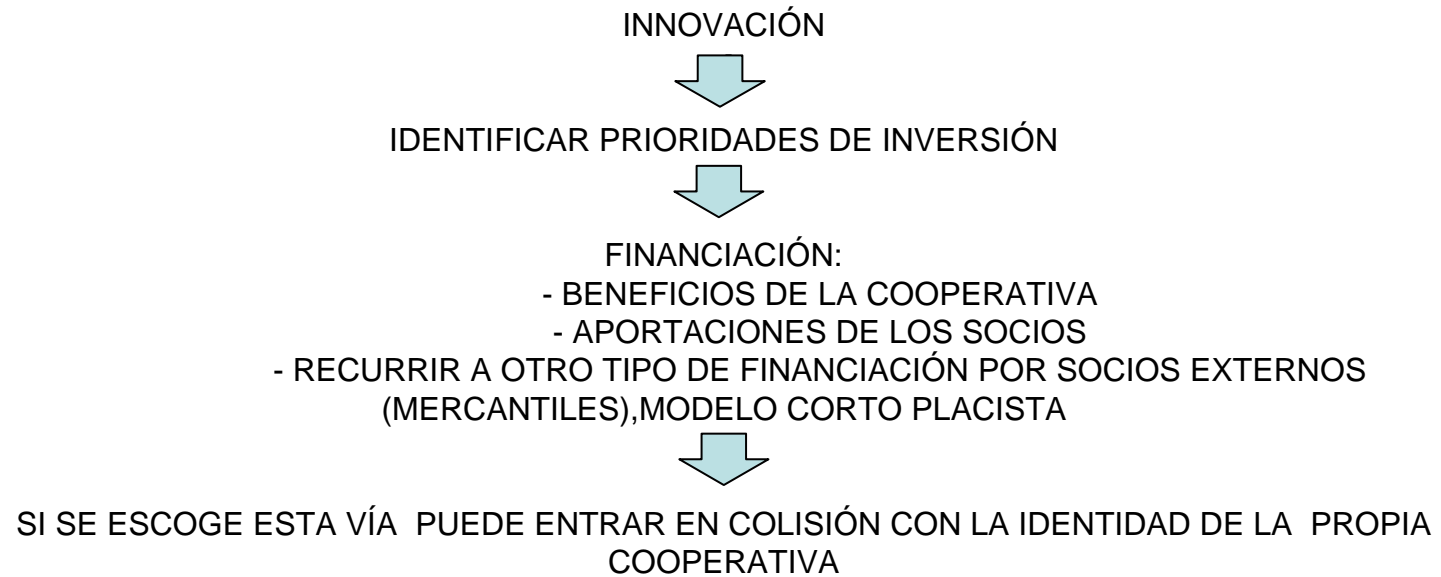 INNOVACIÓN
IDENTIFICAR PRIORIDADES DE INVERSIÓN
FINANCIACIÓN:
- BENEFICIOS DE LA COOPERATIVA
- APORTACIONES DE LOS SOCIOS
- RECURRIR A OTRO TIPO DE FINANCIACIÓN POR SOCIOS EXTERNOS
(MERCANTILES),MODELO CORTO PLACISTA
SI SE ESCOGE ESTA VÍA PUEDE ENTRAR EN COLISIÓN CON LA IDENTIDAD DE LA PROPIA
COOPERATIVA